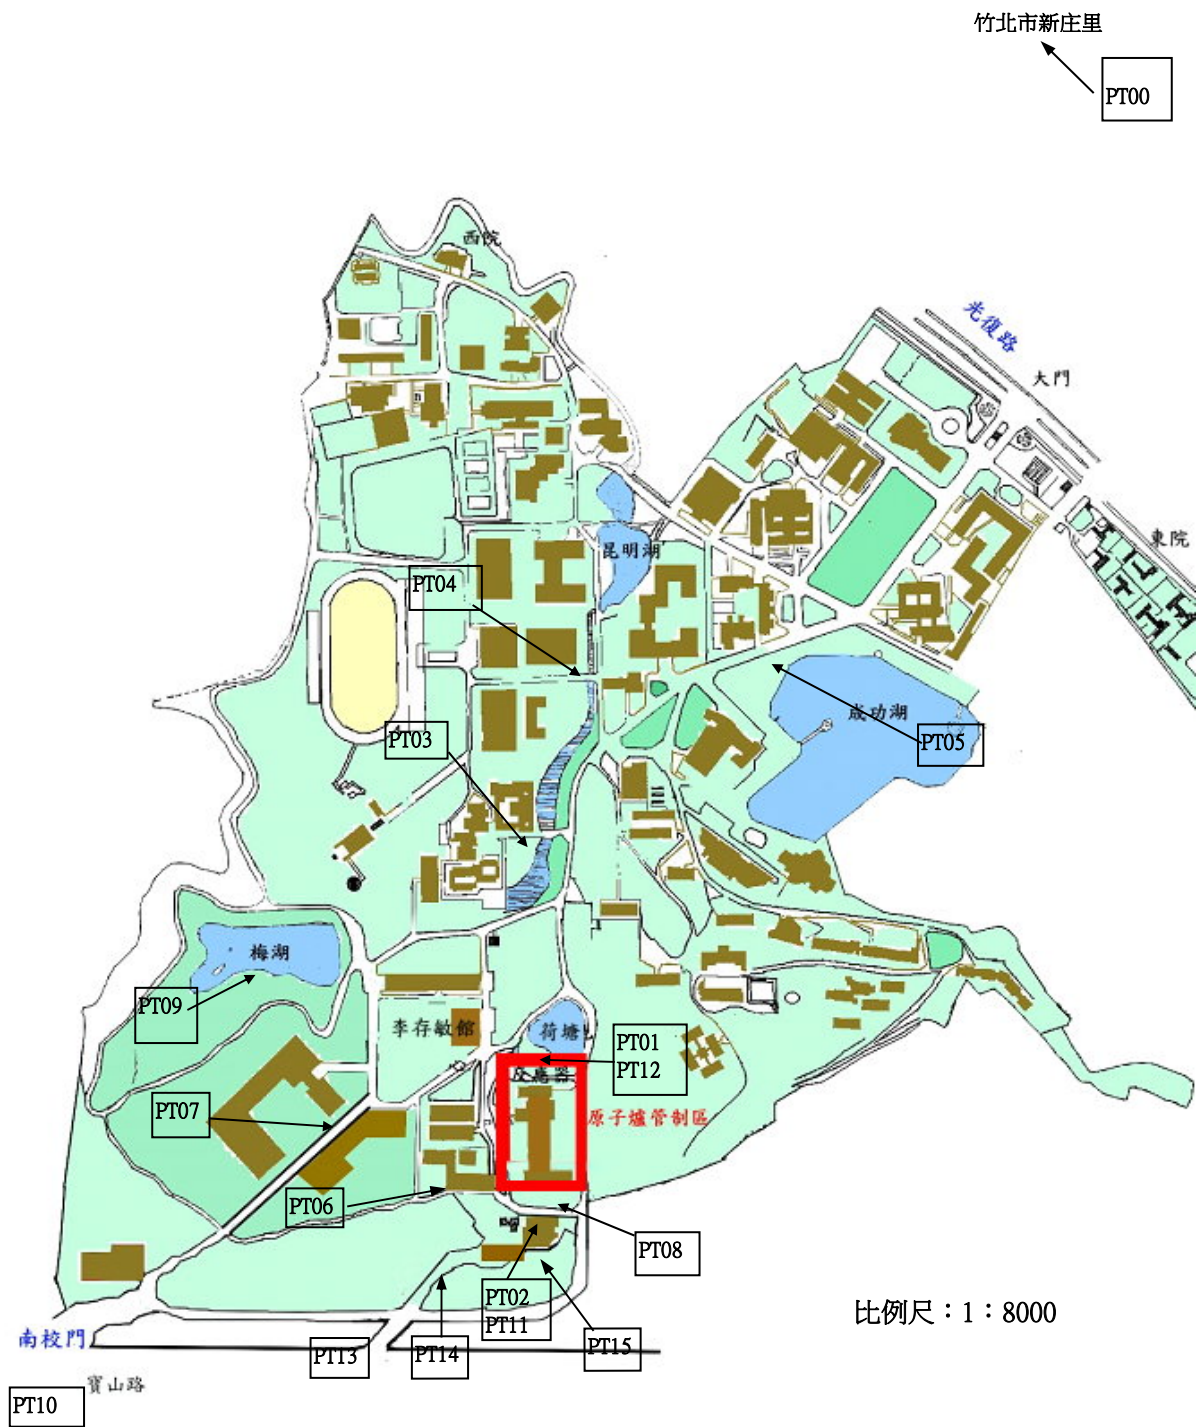 竹北市新庄里
PT00
西院
光復路
大門
東院
昆明湖
PT04
成功湖
PT03
PT05
梅湖
PT09
李存敏館
荷塘
PT01
PT12
反應器
PT07
原子爐管制區
PT06
PT08
PT02
PT11
比例尺：1：8000
南校門
PT13
PT14
PT15
寶山路
PT10